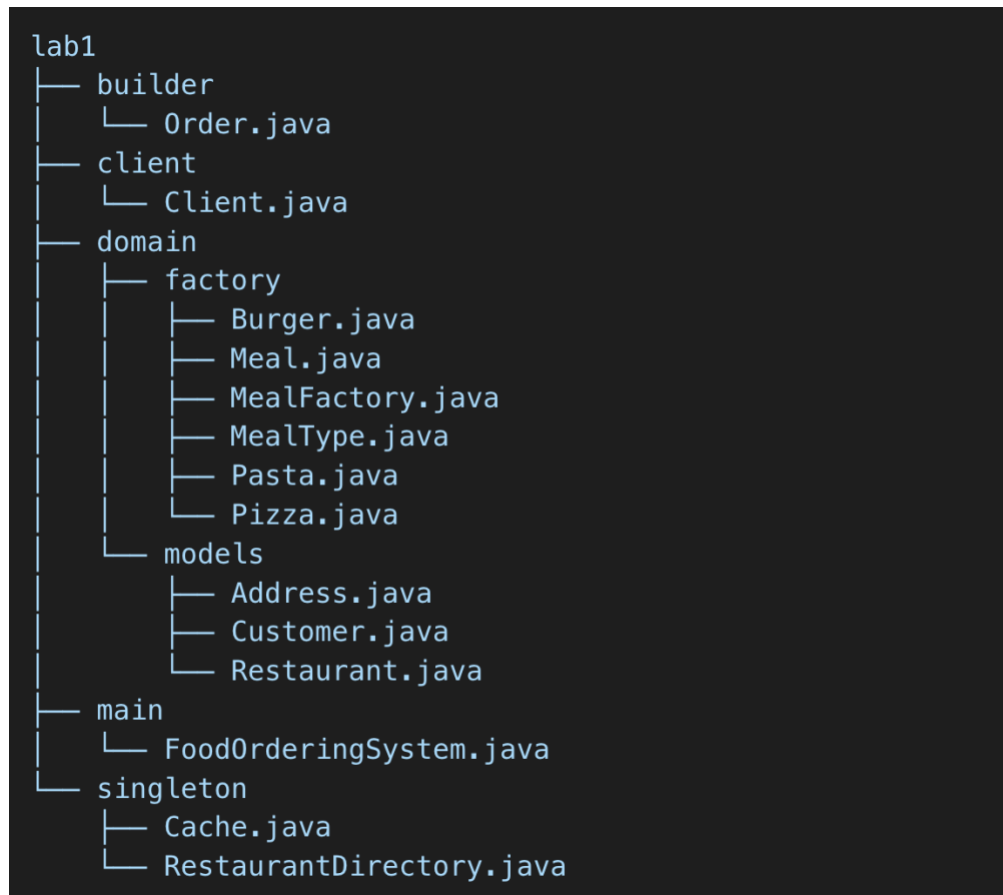 lab1
├── builder
│   └── Order.java
├── client
│   └── Client.java
├── domain
│   ├── factory
│   │   ├── Burger.java
│   │   ├── Meal.java
│   │   ├── MealFactory.java
│   │   ├── MealType.java
│   │   ├── Pasta.java
│   │   └── Pizza.java
│   └── models
│       ├── Address.java
│       ├── Customer.java
│       └── Restaurant.java
├── main
│   └── FoodOrderingSystem.java
└── singleton
    ├── Cache.java
    └── RestaurantDirectory.java